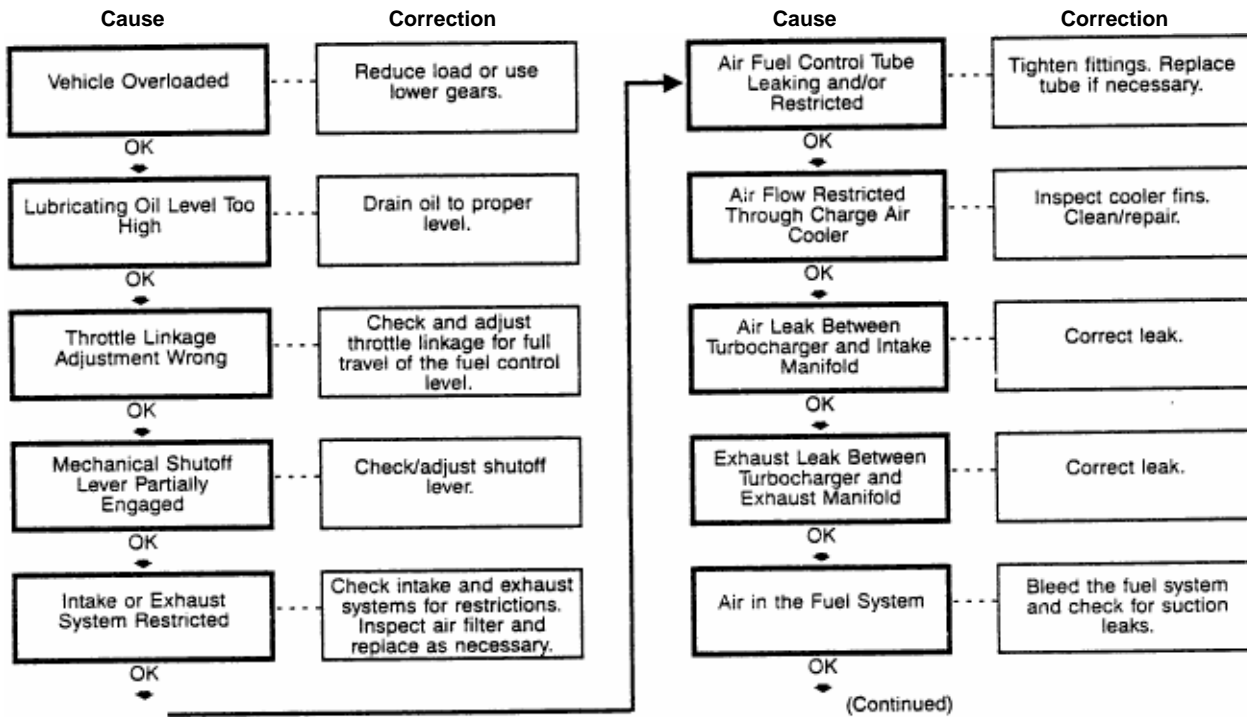 Cause
Correction
Vehicle Overloaded
Reduce load or use
lower gears.
OK
Lubricating Oil Level Too
High
Drain oil to proper
level.
OK
Throttle Linkage
Adjustment Wrong
Check and adjust
throttle linkage for full
travel of the fuel control
level.
OK
Mechanical Shutoff
Lever Partially
Engaged
Check/adjust shutoff
lever.
OK
Intake or Exhaust
System Restricted
Check intake and exhaust
systems for restrictions.
Inspect air filter and
replace as necessary.
OK
Cause
Correction
Air Fuel Control Tube
Leaking and/or
Restricted
Tighten fittings. Replace
tube if necessary.
OK
Air Flow Restricted
Through Charge Air
Cooler
Inspect cooler fins.
Clean/repair.
OK
Air Leak Between
Turbocharger and Intake
Manifold
Correct leak.
OK
Exhaust Leak Between
Turbocharger and
Exhaust Manifold
Correct leak.
OK
Air in the Fuel System
Bleed the fuel system
and check for suction
leaks.
OK
(Continued)